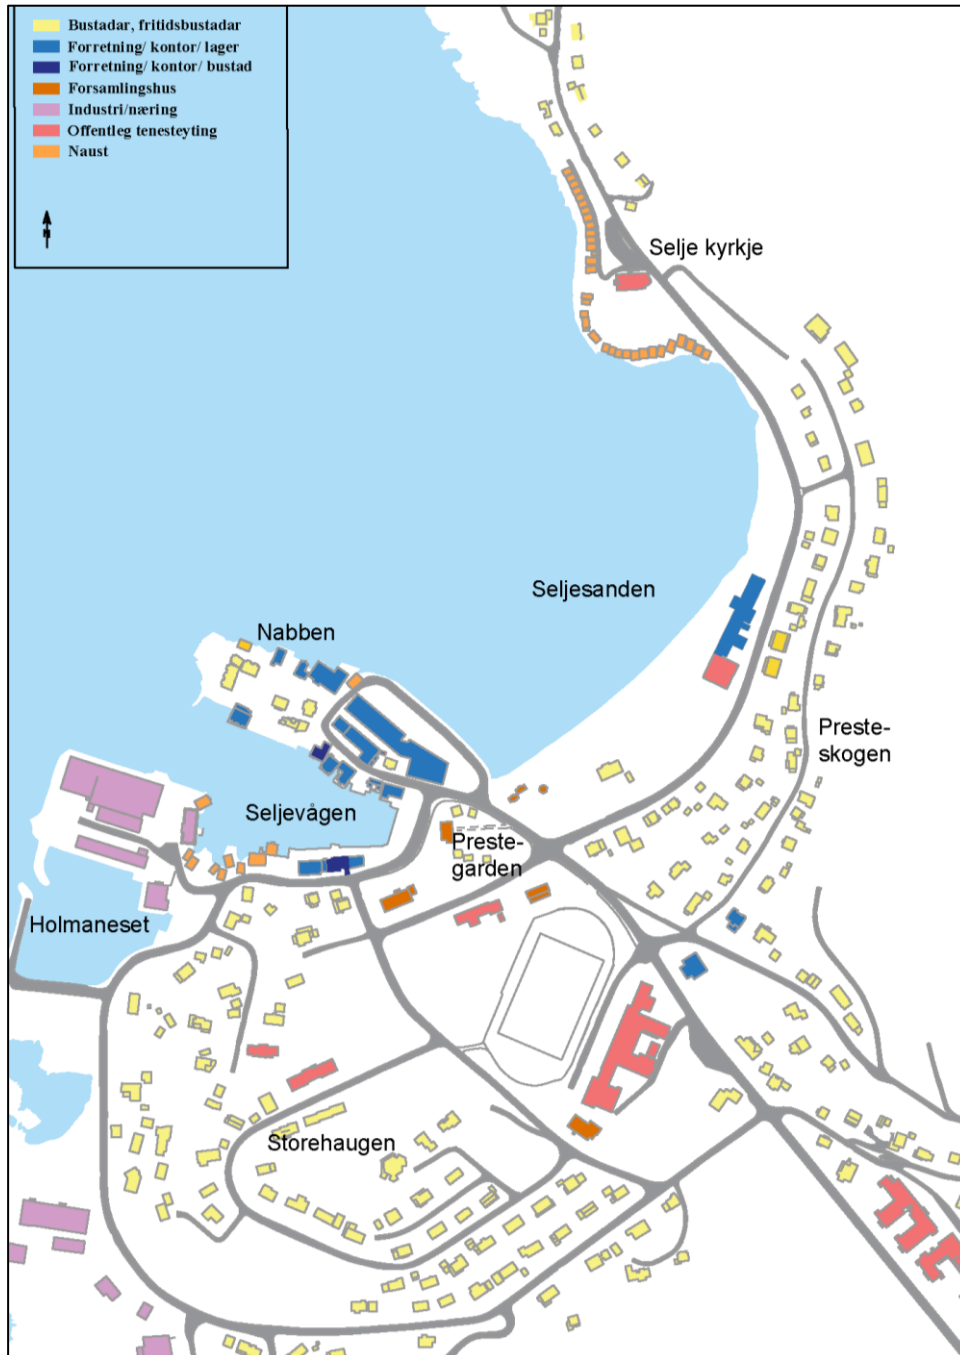 Bustadar, fritidsbustadar
Forretning/ kontor/ lager
Forretning/ kontor/ bustad
Forsamlingshus
Industri/næring
Offentleg tenesteyting
Naust
N
Selje kyrkje
Seljesanden
Nabben
Preste-
skogen
Seljevågen
Preste-
garden
Holmaneset
Storehaugen